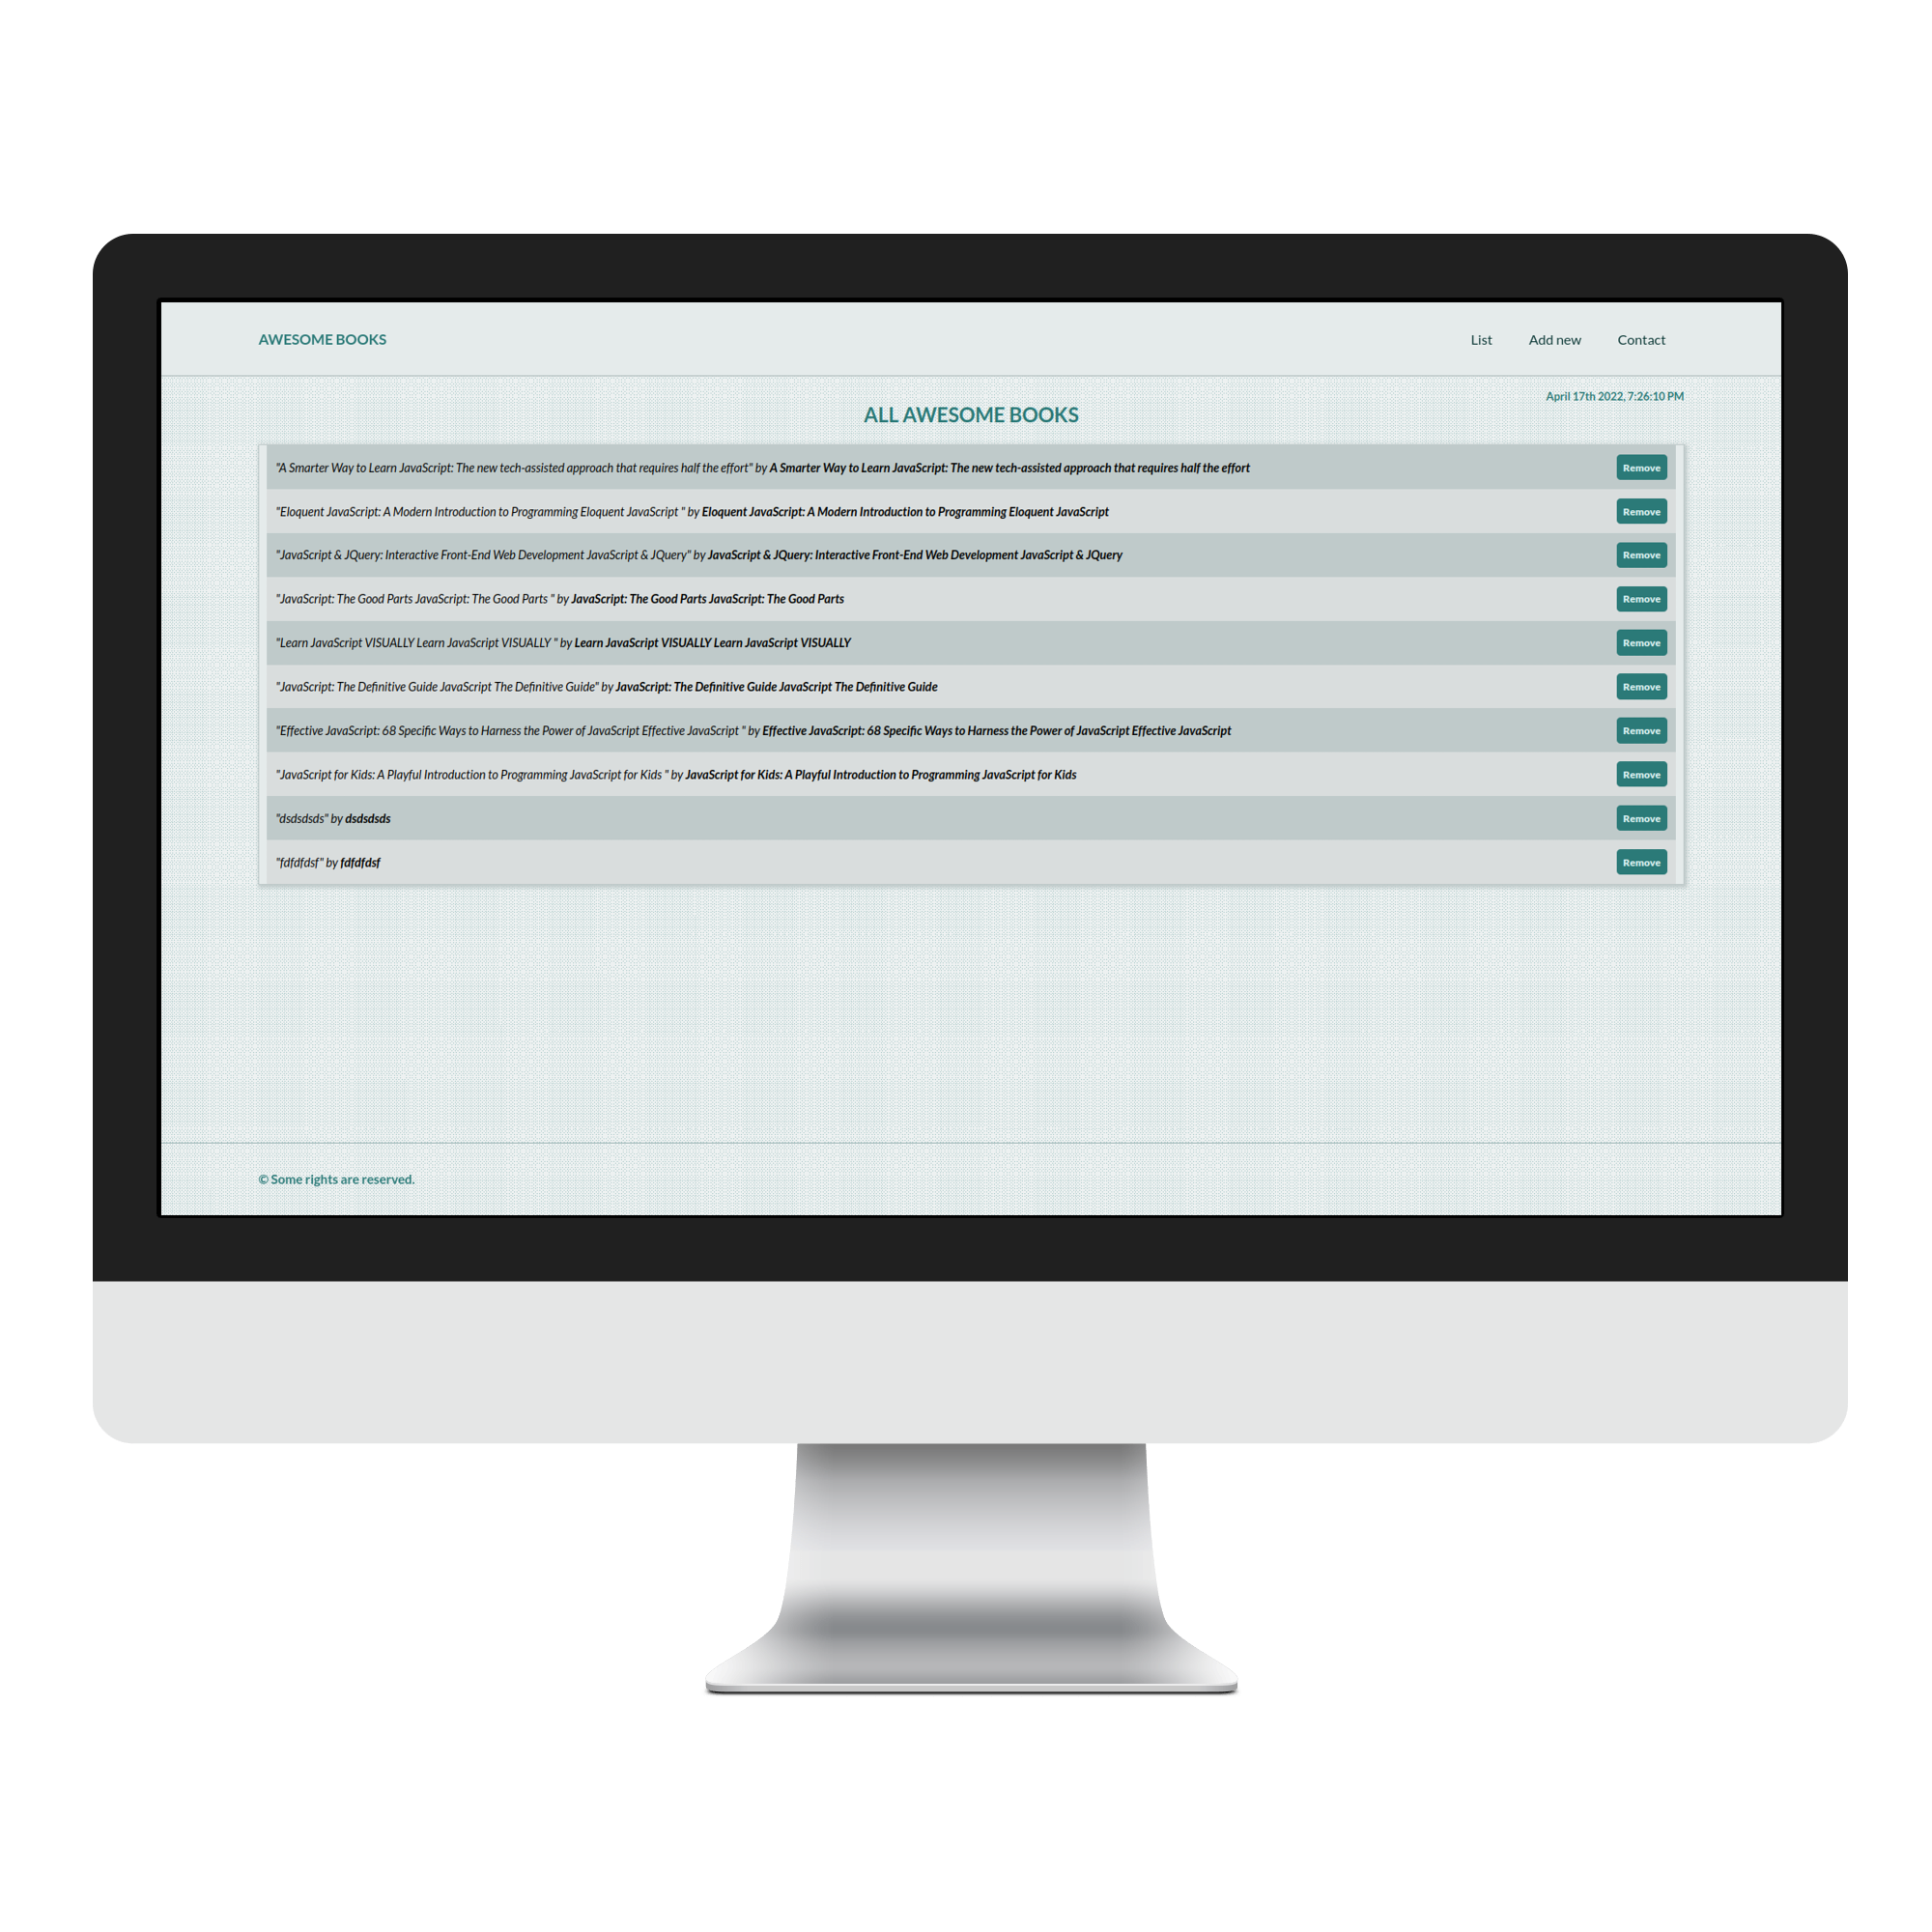 AWESOME BOOKS
List Add new Contact
April 17th 2022, 7:26:10 PM
ALL AWESOME BOOKS
"A Smarter Way to Learn JavaScript: The new tech-assisted approach that requires half the effort" by A Smarter Way to Learn JavaScript: The new tech-assisted approach that requires half the effort Remove
"Eloquent JavaScript: A Modern Introduction to Programming Eloquent JavaScript " by Eloquent JavaScript: A Modern Introduction to Programming Eloquent JavaScript Remove
"JavaScript & JQuery: Interactive Front-End Web Development JavaScript & JQuery" by JavaScript & JQuery: Interactive Front-End Web Development JavaScript & JQuery Remove
"JavaScript: The Good Parts JavaScript: The Good Parts " by JavaScript: The Good Parts JavaScript: The Good Parts Remove
"Learn JavaScript VISUALLY Learn JavaScript VISUALLY " by Learn JavaScript VISUALLY Learn JavaScript VISUALLY Remove
"JavaScript: The Definitive Guide JavaScript The Definitive Guide" by JavaScript: The Definitive Guide JavaScript The Definitive Guide Remove
"Effective JavaScript: 68 Specific Ways to Harness the Power of JavaScript Effective JavaScript " by Effective JavaScript: 68 Specific Ways to Harness the Power of JavaScript Effective JavaScript Remove
"JavaScript for Kids: A Playful Introduction to Programming JavaScript for Kids " by JavaScript for Kids: A Playful Introduction to Programming JavaScript for Kids Remove
"dsdsdsds" by dsdsdsds Remove
"fdfdfdsf" by fdfdfdsf Remove
© Some rights are reserved.